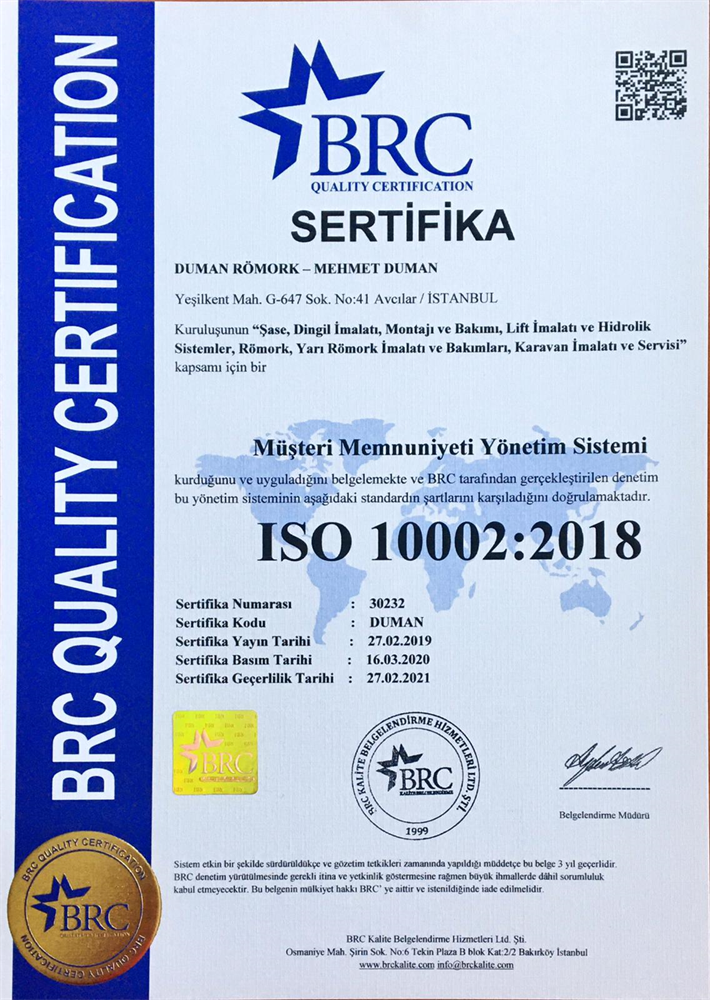 BRC QUALITY CERTIFICATION
BRC
QUALITY CERTIFICATION
SERTİFİKA
DUMAN RÖMORK – MEHMET DUMAN
Yeşilkent Mah. G-647 Sok. No:41 Avcılar / İSTANBUL
Kuruluşunun “Şase, Dingil İmalatı, Montajı ve Bakımı, Lift İmalatı ve Hidrolik
Sistemler, Römork, Yarı Römork İmalatı ve Bakımları, Karavan İmalatı ve Servisi”
kapsamı için bir
Müşteri Memnuniyeti Yönetim Sistemi
kurduğunu ve uyguladığını belgelemekte ve BRC tarafından gerçekleştirilen denetim
bu yönetim sisteminin aşağıdaki standardın şartlarını karşıladığını doğrulamaktadır.
ISO 10002:2018
Sertifika Numarası : 30232
Sertifika Kodu : DUMAN
Sertifika Yayın Tarihi : 27.02.2019
Sertifika Basım Tarihi : 16.03.2020
Sertifika Geçerlilik Tarihi : 27.02.2021
BRC
BRC KALİTE BELGELENDİRME HİZMETLERİ LTD. ŞTİ.
BRC
KALİTE BELGELENDİRME
1999
Belgelendirme Müdürü
BRC QUALITY CERTIFICATION
BRC
BRC QUALITY CERTIFICATION
Sistem etkin bir şekilde sürdürüldükçe ve gözetim tetkikleri zamanında yapıldığı müddetçe bu belge 3 yıl geçerlidir.
BRC denetim yürütülmesinde gerekli itina ve yetkinlik göstermesine rağmen büyük ihmallerde dâhil sorumluluk
kabul etmeyecektir. Bu belgenin mülkiyet hakkı BRC’ ye aittir ve istenildiğinde iade edilmelidir.
BRC Kalite Belgelendirme Hizmetleri Ltd. Şti.
Osmaniye Mah. Şirin Sok. No:6 Tekin Plaza B blok Kat:2/2 Bakırköy İstanbul
www.brckalite.com info@brckalite.com